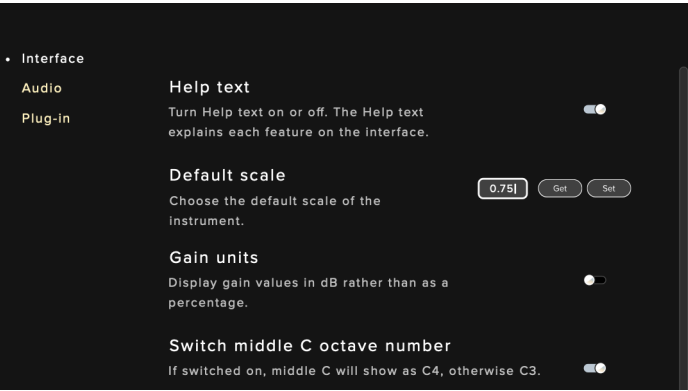 • Interface
Audio
Plug-in
Help text
Turn Help text on or off. The Help text
explains each feature on the interface.
Default scale
Choose the default scale of the
instrument.
0.75 Get Set
Gain units
Display gain values in dB rather than as a
percentage.
Switch middle C octave number
If switched on, middle C will show as C4, otherwise C3.